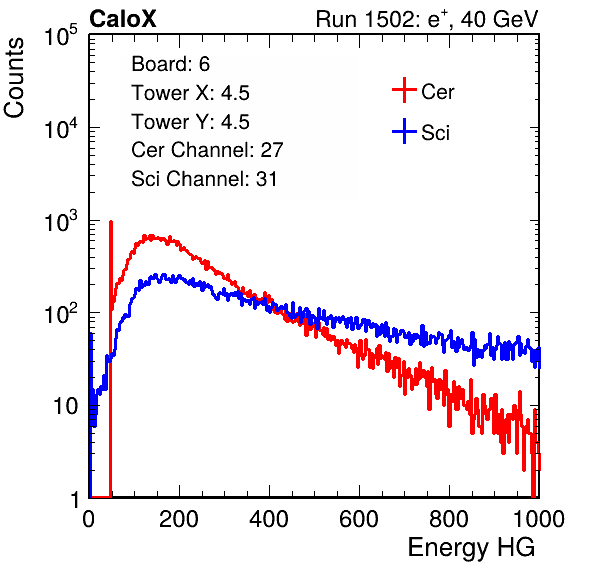 CaloX Run 1502: e+, 40 GeV
Counts
Board: 6
Tower X: 4.5
Tower Y: 4.5
Cer Channel: 27
Sci Channel: 31
Cer
Sci
10^5
10^4
10^3
10^2
10
1
0 200 400 600 800 1000
Energy HG